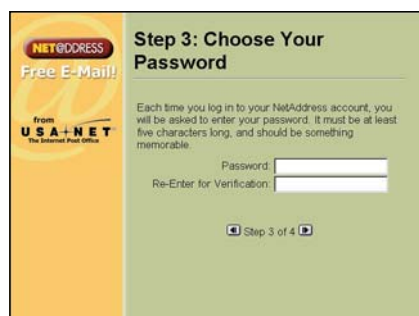 NET@DDRESS
Free E-Mail!
from
USA•NET
The Internet Post Office
Step 3: Choose Your
Password
Each time you log in to your NetAddress account, you
will be asked to enter your password. It must be at least
five characters long, and should be something
memorable.
Password:
Re-Enter for Verification:
Step 3 of 4